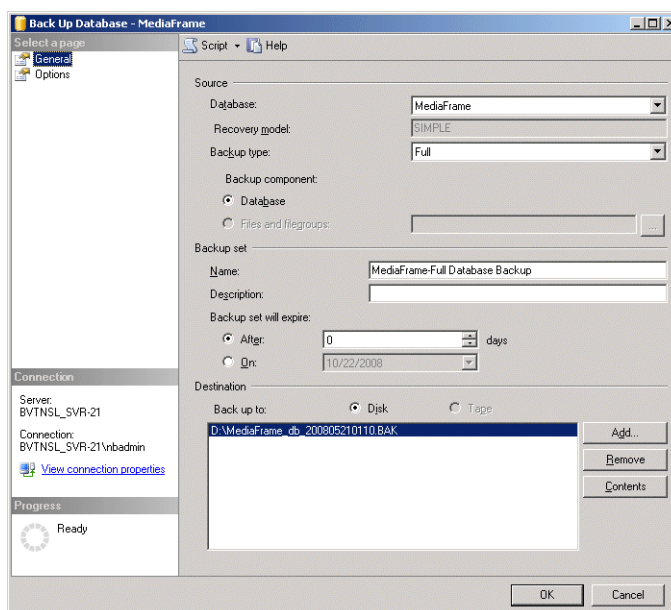 Back Up Database - MediaFrame
Select a page
General
Options
Script Help
Source
Database: MediaFrame
Recovery model: SIMPLE
Backup type: Full
Backup component:
Database
Files and filegroups: ...
Backup set
Name: MediaFrame-Full Database Backup
Description:
Backup set will expire:
After: 0 days
On: 10/22/2008
Destination
Back up to: Disk Tape
D:\MediaFrame_db_200805210110.BAK
Add...
Remove
Contents
Connection
Server:
BVTNSL_SVR-21
Connection:
BVTNSL_SVR-21\nbadmin
View connection properties
Progress
Ready
OK Cancel